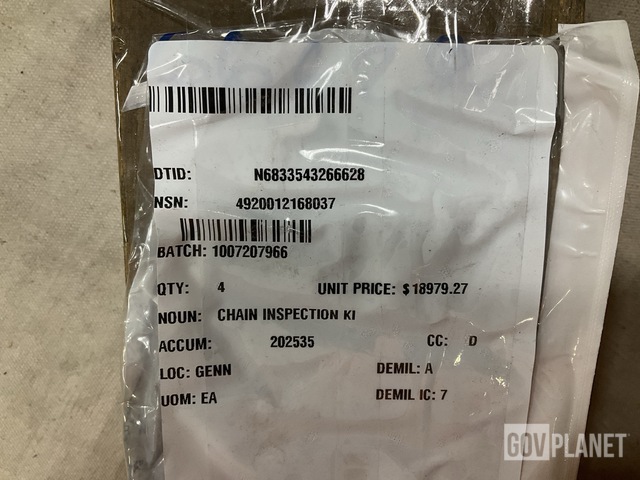 DTID: N6833543266628
NSN: 4920012168037
BATCH: 1007207966
QTY: 4 UNIT PRICE: $18979.27
NOUN: CHAIN INSPECTION KI
ACCUM: 202535 CC: D
LOC: GENN DEMIL: A
UOM: EA DEMIL IC: 7
GOVPLANET